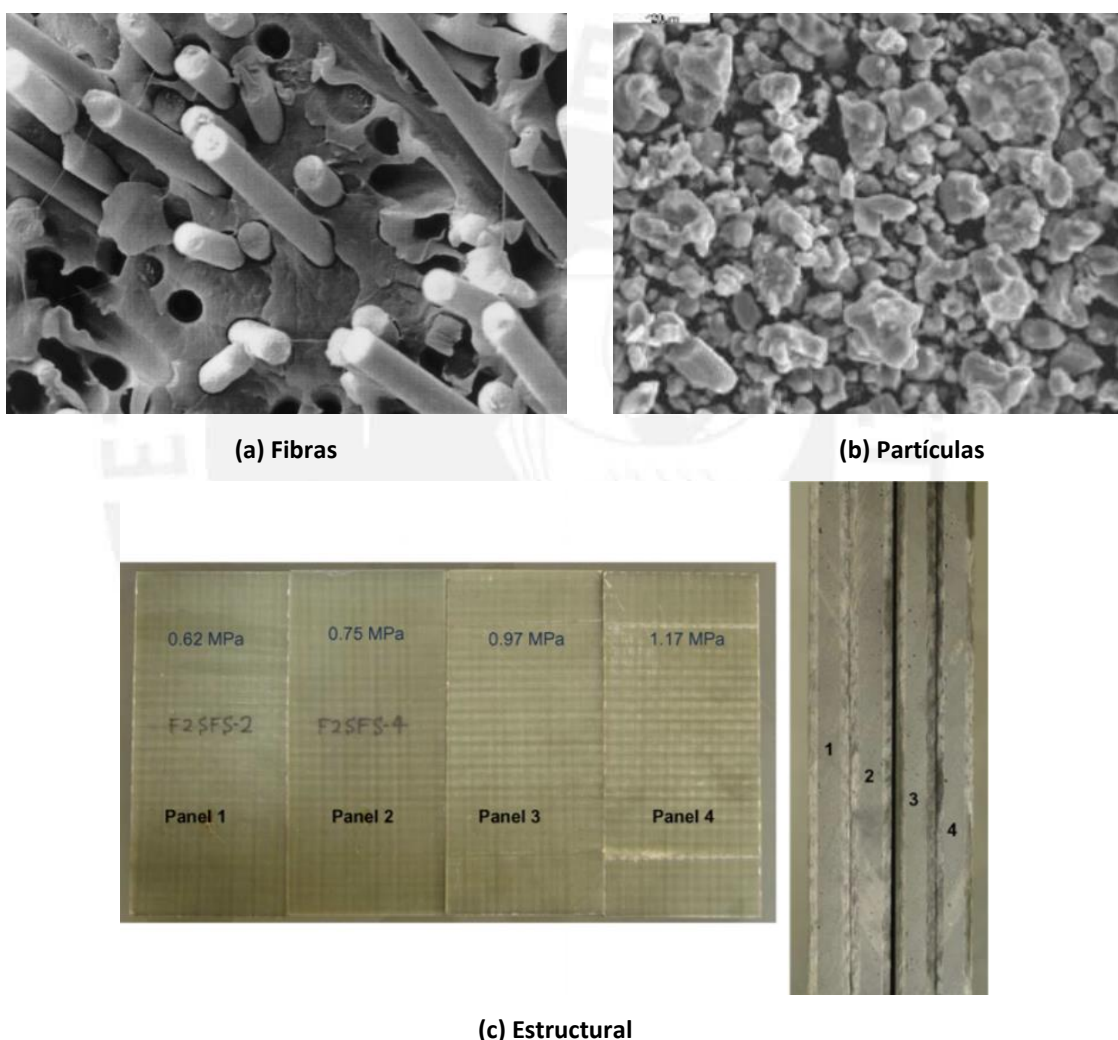 (a) Fibras
(b) Partículas
0.62 MPa
0.75 MPa
0.97 MPa
1.17 MPa
F2SFS-2
F2SFS-4
Panel 1
Panel 2
Panel 3
Panel 4
1
2
3
4
(c) Estructural